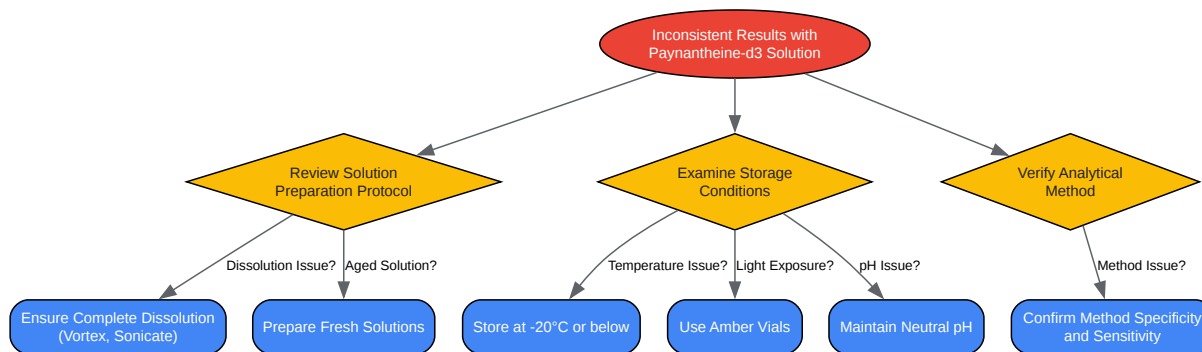 Inconsistent Results with
Paynantheine-d3 Solution
Review Solution
Preparation Protocol
Examine Storage
Conditions
Verify Analytical
Method
Dissolution Issue?
Aged Solution?
Temperature Issue?
Light Exposure?
pH Issue?
Method Issue?
Ensure Complete Dissolution
(Vortex, Sonicate)
Prepare Fresh Solutions
Store at -20°C or below
Use Amber Vials
Maintain Neutral pH
Confirm Method Specificity
and Sensitivity